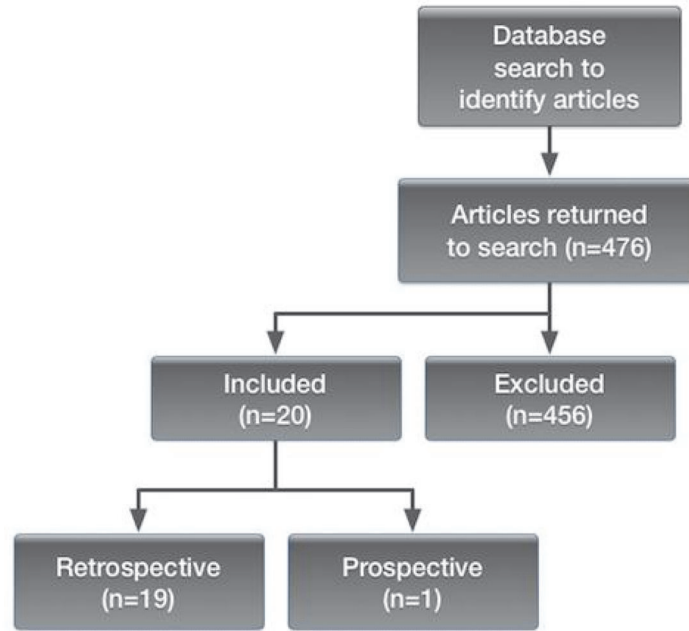 Database
search to
identify articles
Articles returned
to search (n=476)
Included
(n=20)
Excluded
(n=456)
Retrospective
(n=19)
Prospective
(n=1)